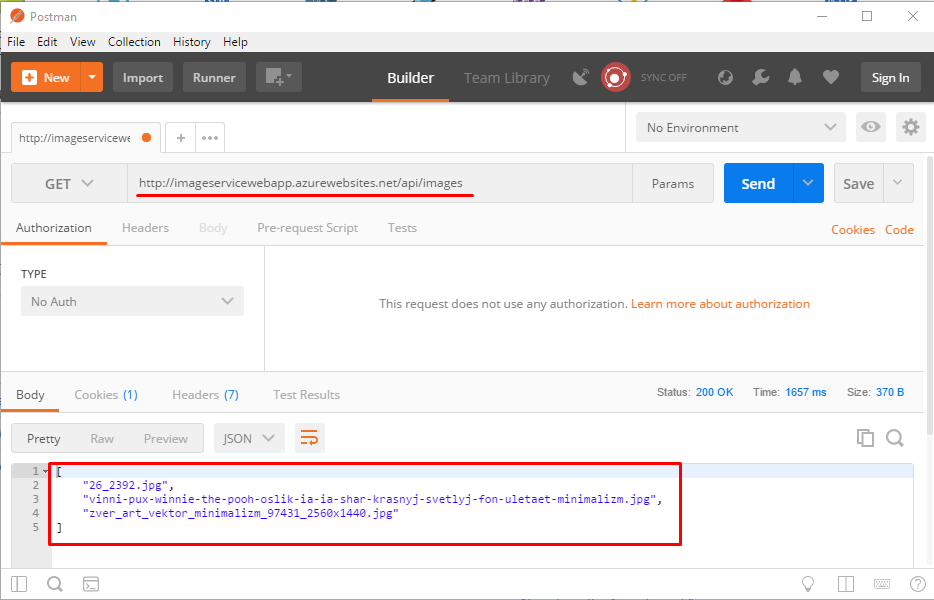 Postman
File Edit View Collection History Help
New Import Runner Builder Team Library SYNC OFF Sign In
http://imageservicewe + ••• No Environment
GET http://imageservicewebapp.azurewebsites.net/api/images Params Send Save
Authorization Headers Body Pre-request Script Tests Cookies Code
TYPE
No Auth
This request does not use any authorization. Learn more about authorization
Body Cookies (1) Headers (7) Test Results Status: 200 OK Time: 1657 ms Size: 370 B
Pretty Raw Preview JSON
1 [
2 "26_2392.jpg",
3 "vinni-pux-winnie-the-pooh-oslik-ia-ia-shar-krasnyj-svetlyj-fon-uletaet-minimalizm.jpg",
4 "zver_art_vektor_minimalizm_97431_2560x1440.jpg"
5 ]